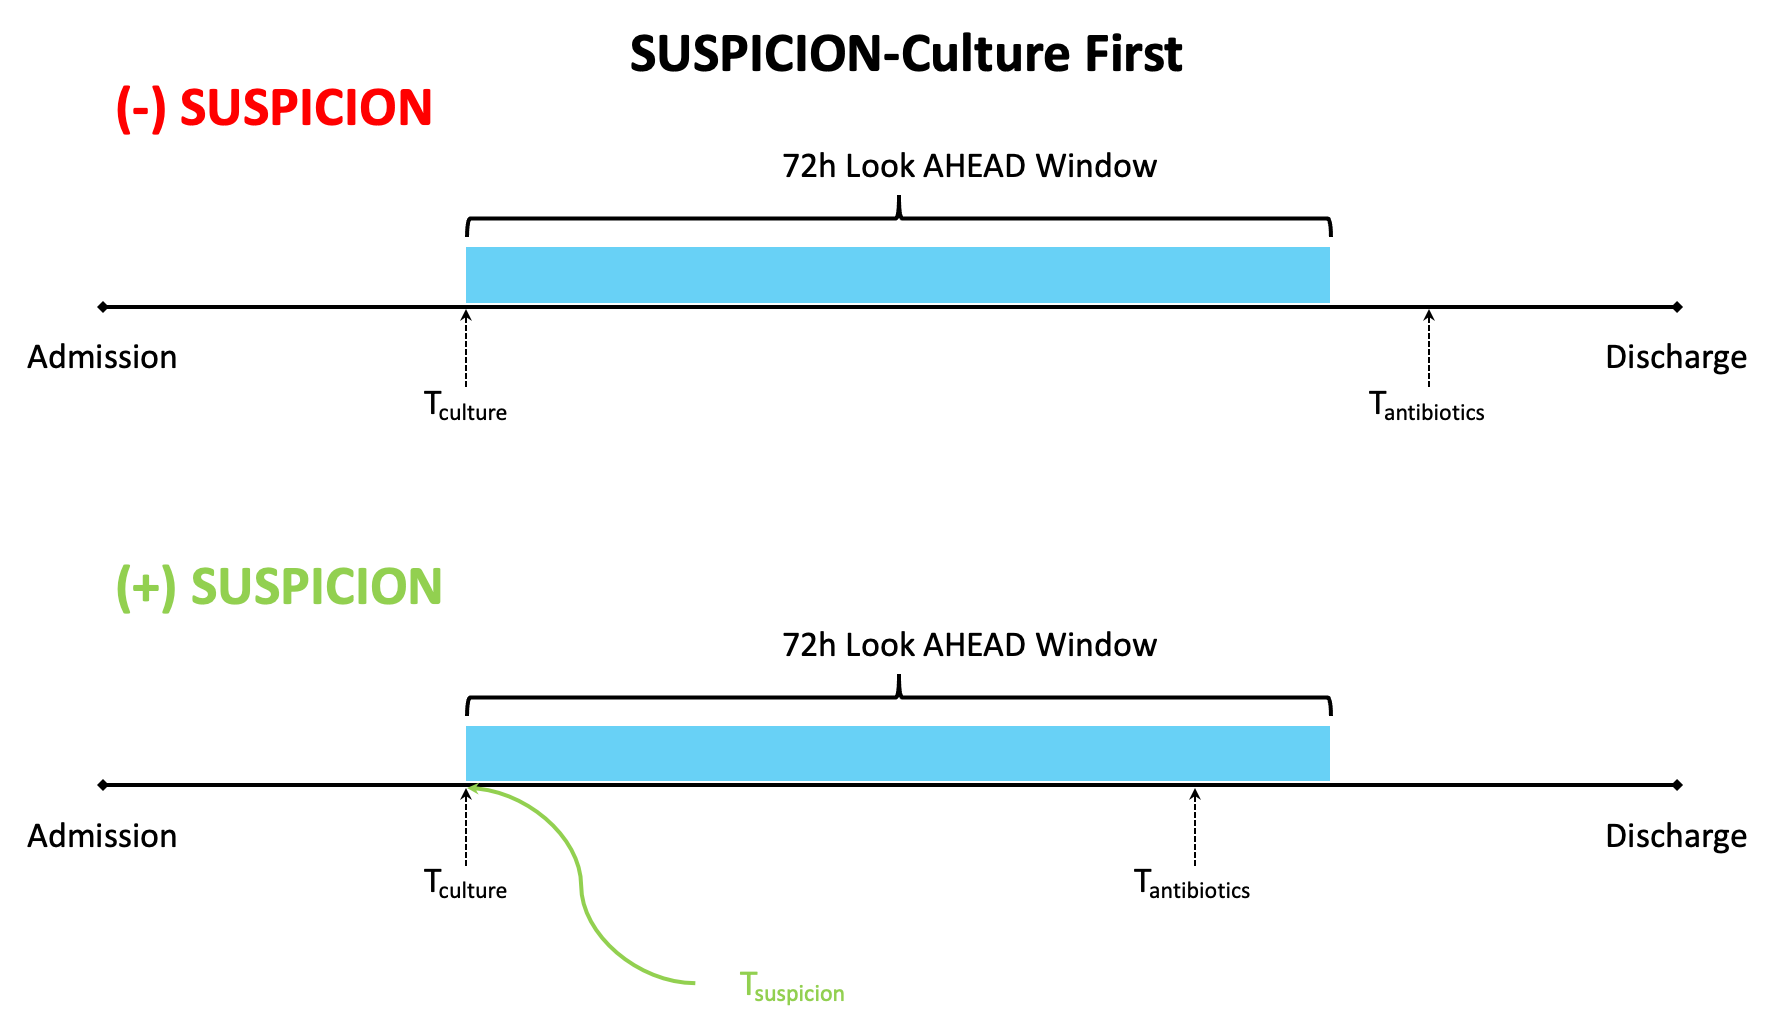 SUSPICION-Culture First
(-) SUSPICION
72h Look AHEAD Window
Admission
Discharge
Tculture
Tantibiotics
(+) SUSPICION
72h Look AHEAD Window
Admission
Discharge
Tculture
Tantibiotics
Tsuspicion